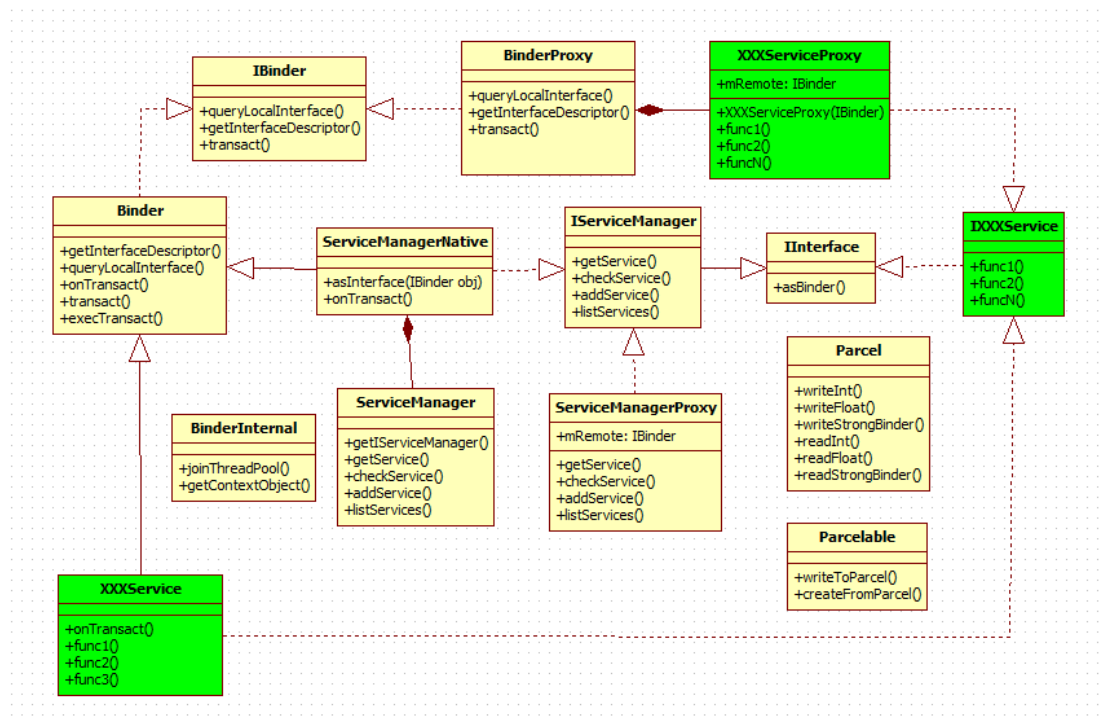 IBinder
+queryLocalInterface()
+getInterfaceDescriptor()
+transact()
BinderProxy
+queryLocalInterface()
+getInterfaceDescriptor()
+transact()
XXXServiceProxy
+mRemote: IBinder
+XXXServiceProxy(IBinder)
+func1()
+func2()
+funcN()
Binder
+getInterfaceDescriptor()
+queryLocalInterface()
+onTransact()
+transact()
+execTransact()
ServiceManagerNative
+asInterface(IBinder obj)
+onTransact()
IServiceManager
+getService()
+checkService()
+addService()
+listServices()
IInterface
+asBinder()
IXXXService
+func1()
+func2()
+funcN()
BinderInternal
+joinThreadPool()
+getContextObject()
ServiceManager
+getIServiceManager()
+getService()
+checkService()
+addService()
+listServices()
ServiceManagerProxy
+mRemote: IBinder
+getService()
+checkService()
+addService()
+listServices()
Parcel
+writeInt()
+writeFloat()
+writeStrongBinder()
+readInt()
+readFloat()
+readStrongBinder()
Parcelable
+writeToParcel()
+createFromParcel()
XXXService
+onTransact()
+func1()
+func2()
+func3()